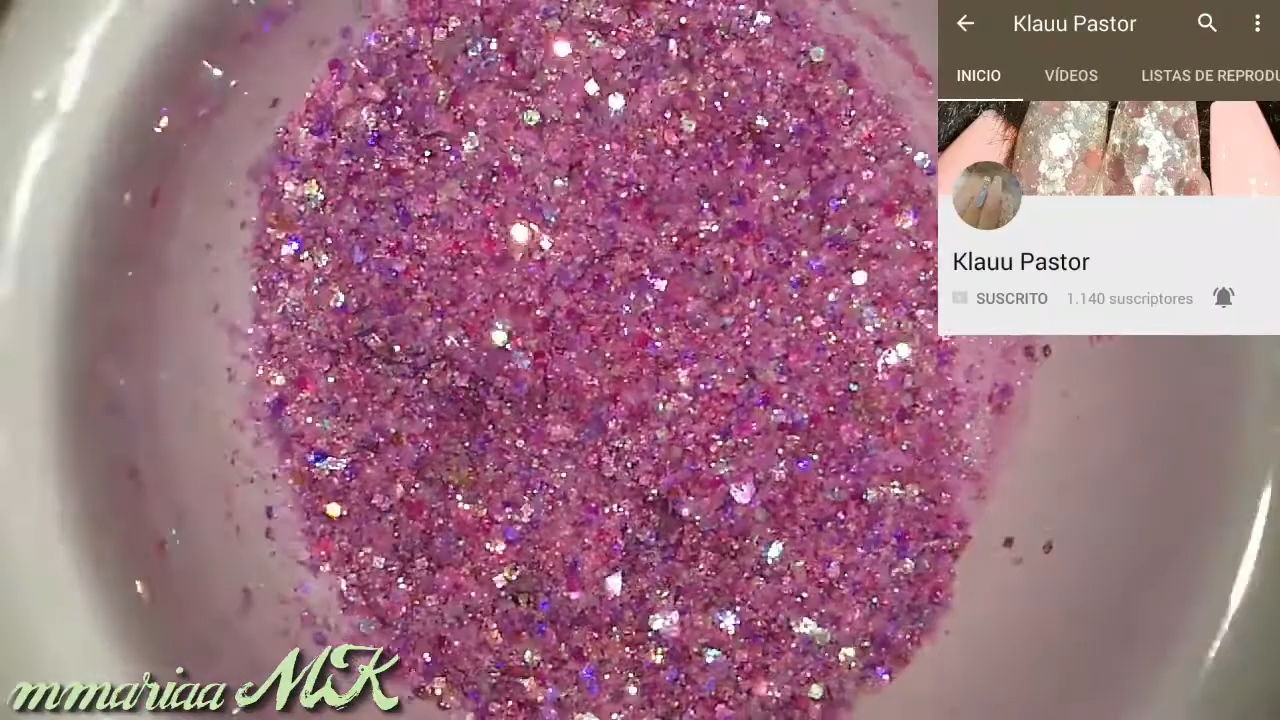 Klauu Pastor
INICIO VÍDEOS LISTAS DE REPRODU
Klauu Pastor
SUSCRITO 1.140 suscriptores
mmariaa MK